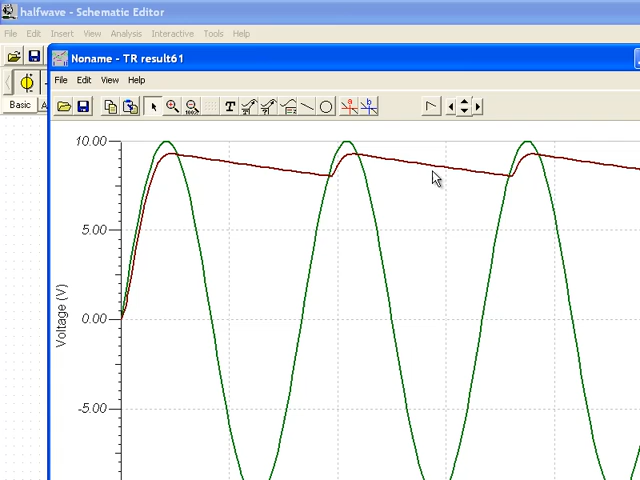 halfwave - Schematic Editor
File Edit Insert View Analysis Interactive Tools Help
Noname - TR result61
File Edit View Help
Basic
T
a
b
100%
10.00
5.00
0.00
-5.00
Voltage (V)